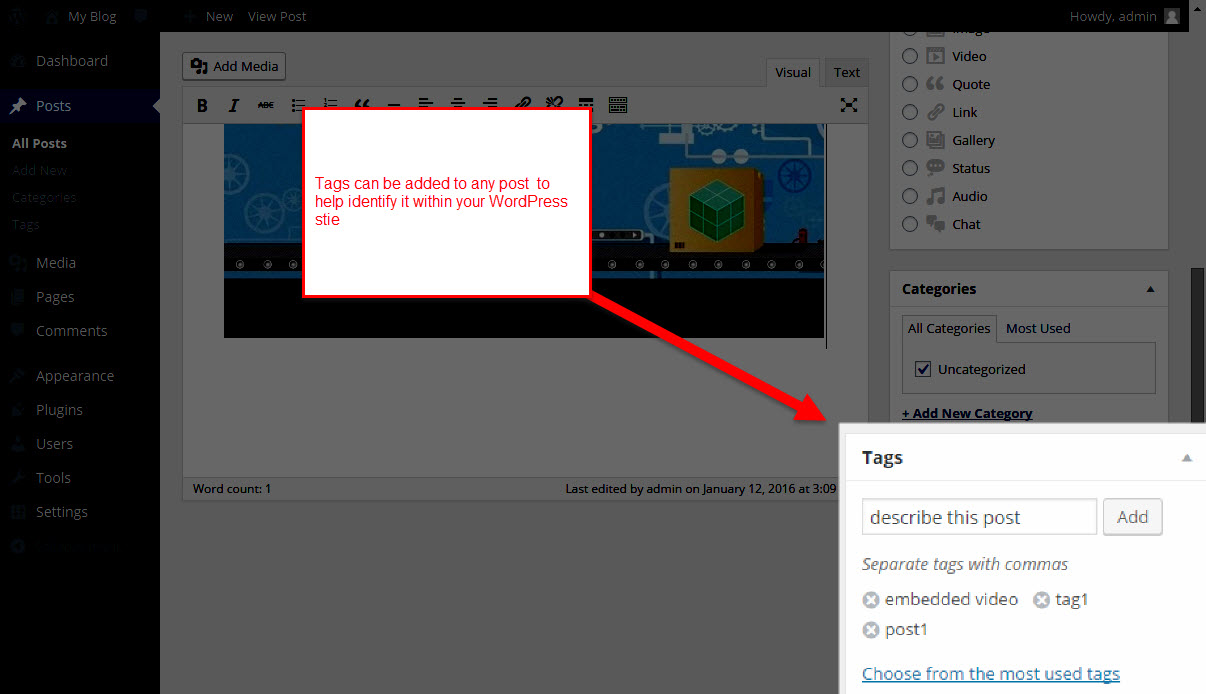 My Blog New View Post Howdy, admin
Dashboard
Posts
All Posts
Add New
Categories
Tags
Media
Pages
Comments
Appearance
Plugins
Users
Tools
Settings
Add Media
Visual Text
B I ABC
Tags can be added to any post to
help identify it within your WordPress
stie
Word count: 1 Last edited by admin on January 12, 2016 at 3:09
Image
Video
Quote
Link
Gallery
Status
Audio
Chat
Categories
All Categories Most Used
Uncategorized
+ Add New Category
Tags
describe this post Add
Separate tags with commas
embedded video tag1
post1
Choose from the most used tags